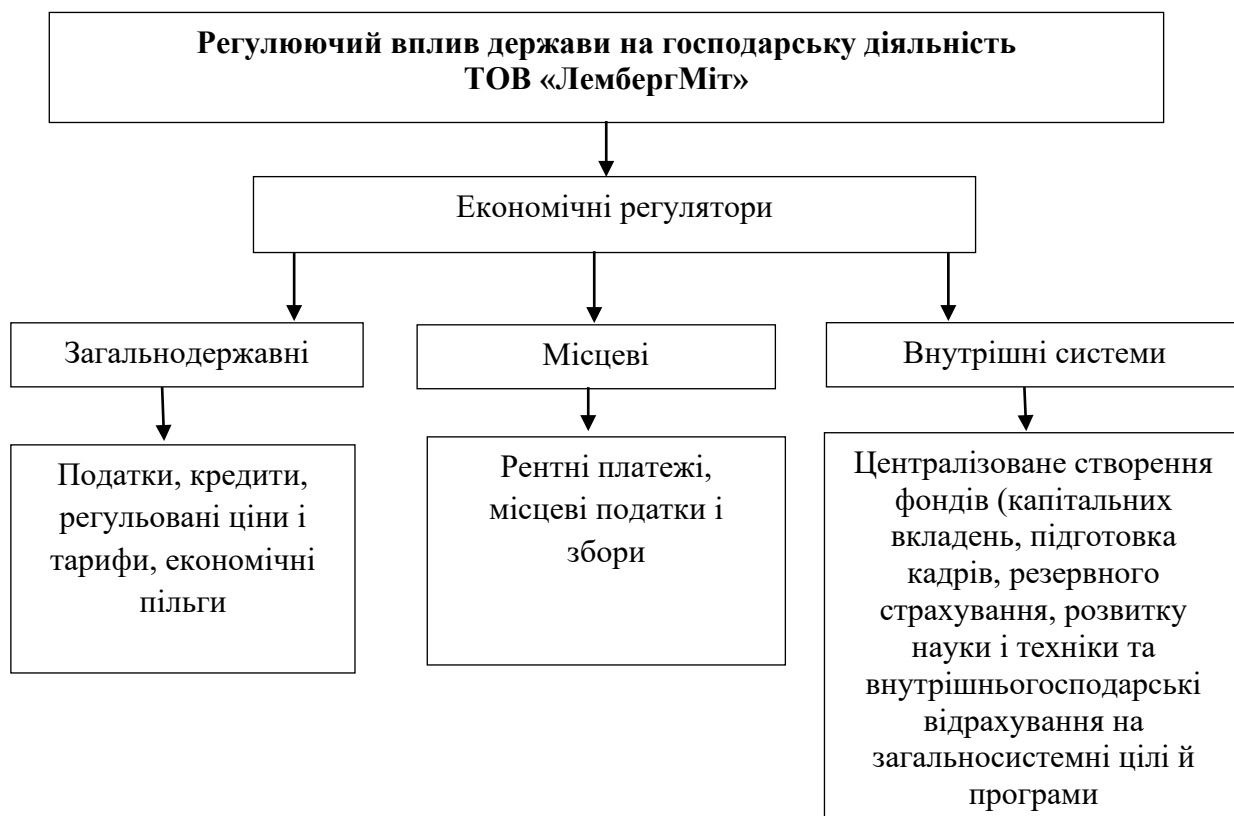 Регулюючий вплив держави на господарську діяльність
ТОВ «ЛембергМіт»
Економічні регулятори
Загальнодержавні
Місцеві
Внутрішні системи
Податки, кредити,
регульовані ціни і
тарифи, економічні
пільги
Рентні платежі,
місцеві податки і
збори
Централізоване створення
фондів (капітальних
вкладень, підготовка
кадрів, резервного
страхування, розвитку
науки і техніки та
внутрішньогосподарські
відрахування на
загальносистемні цілі й
програми